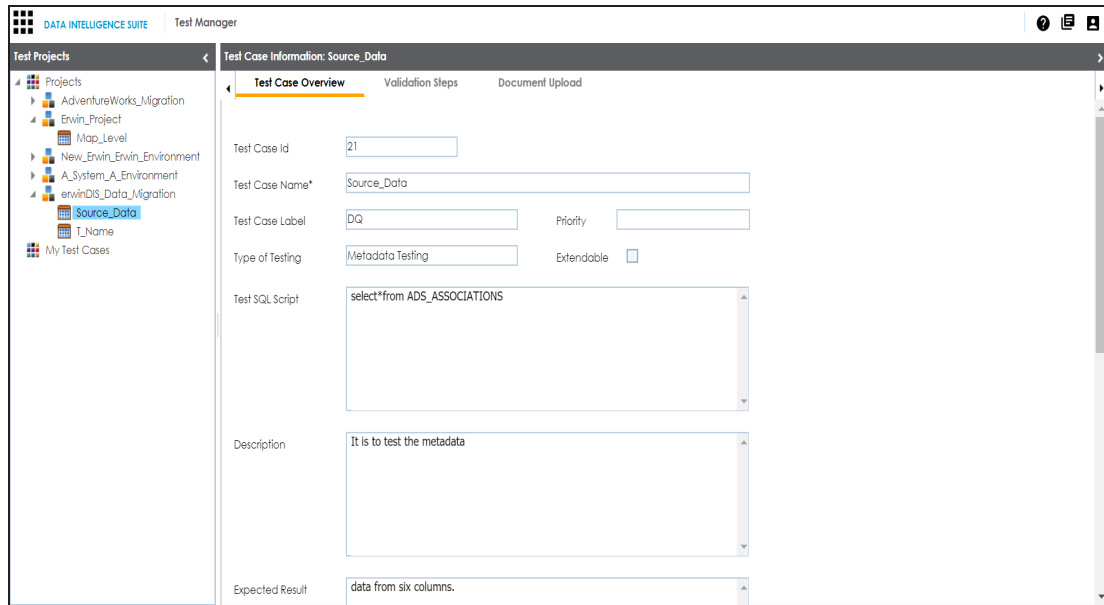 DATA INTELLIGENCE SUITE Test Manager
Test Projects
Projects
AdventureWorks_Migration
Erwin_Project
Map_Level
New_Erwin_Erwin_Environment
A_System_A_Environment
erwinDIS_Data_Migration
Source_Data
T_Name
My Test Cases
Test Case Information: Source_Data
Test Case Overview Validation Steps Document Upload
Test Case Id 21
Test Case Name* Source_Data
Test Case Label DQ Priority
Type of Testing Metadata Testing Extendable
Test SQL Script select*from ADS_ASSOCIATIONS
Description It is to test the metadata
Expected Result data from six columns.